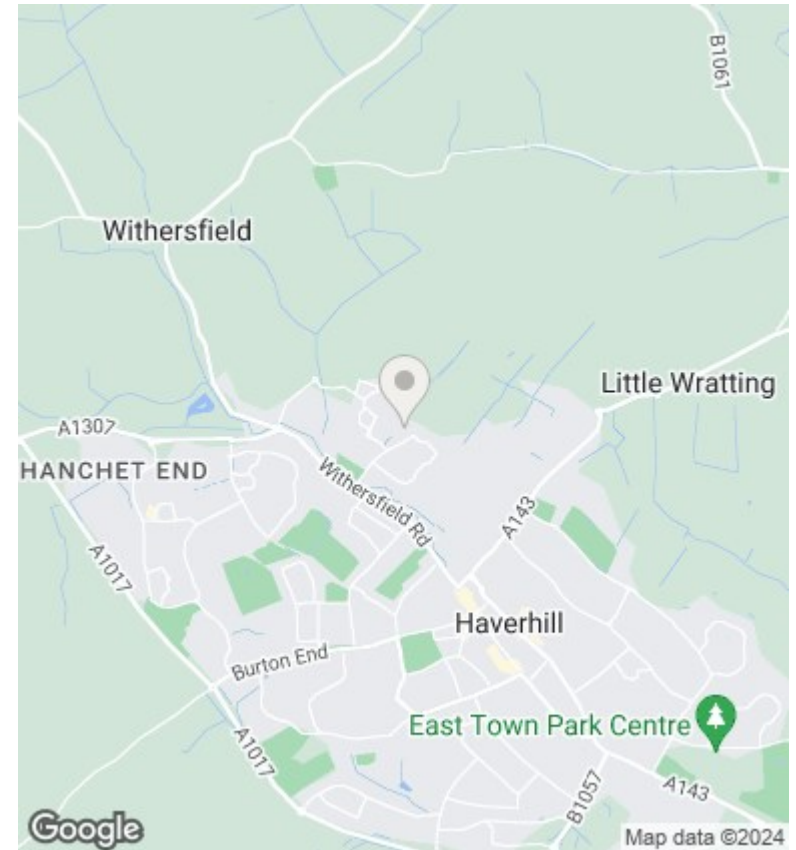 B1061
Withersfield
Little Wratting
A1307
HANCHET END
Withersfield Rd
A143
A1017
Haverhill
Burton End
East Town Park Centre
A1017
A143
B1057
Google
Map data ©2024